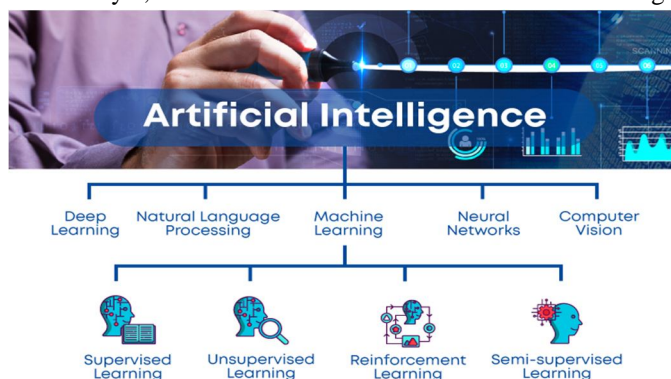 Artificial Intelligence
Deep
Learning
Natural Language
Processing
Machine
Learning
Neural
Networks
Computer
Vision
Supervised
Learning
Unsupervised
Learning
Reinforcement
Learning
Semi-supervised
Learning